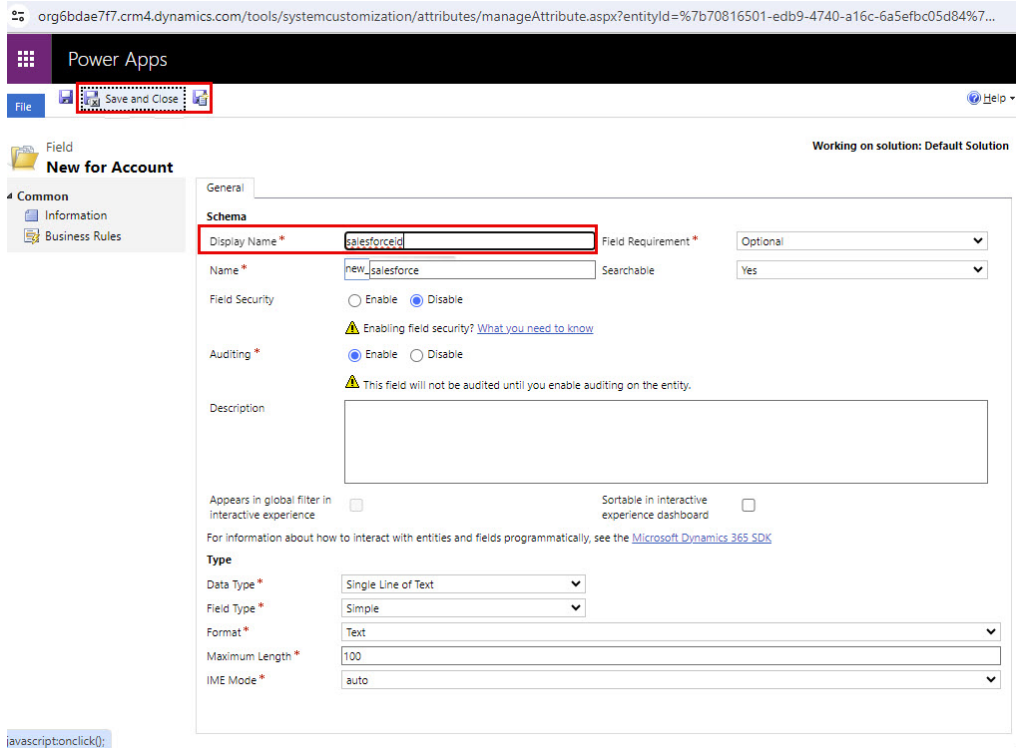 org6bdae7f7.crm4.dynamics.com/tools/systemcustomization/attributes/manageAttribute.aspx?entityId=%7b70816501-edb9-4740-a16c-6a5efbc05d84%7...
Power Apps
File Save and Close Help
Field
New for Account
Working on solution: Default Solution
Common
Information
Business Rules
General
Schema
Display Name * salesforceid Field Requirement * Optional
Name * new_ salesforce Searchable Yes
Field Security Enable Disable
Enabling field security? What you need to know
Auditing * Enable Disable
This field will not be audited until you enable auditing on the entity.
Description
Appears in global filter in
interactive experience
Sortable in interactive
experience dashboard
For information about how to interact with entities and fields programmatically, see the Microsoft Dynamics 365 SDK
Type
Data Type * Single Line of Text
Field Type * Simple
Format * Text
Maximum Length * 100
IME Mode * auto
javascript:onclick();